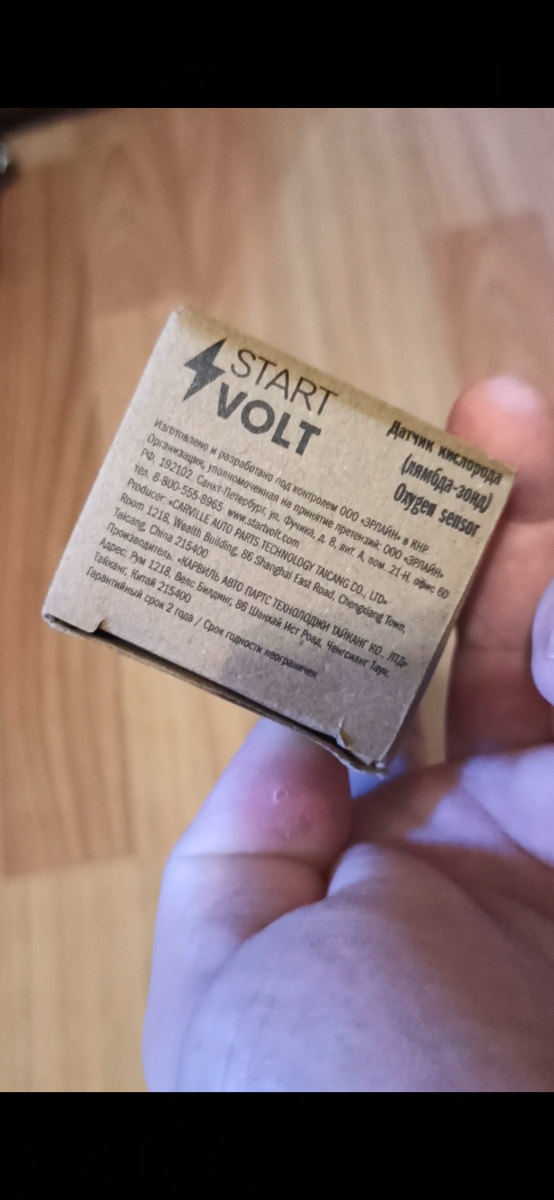 START
VOLT
Датчик кислорода
(лямбда-зонд)
Oxygen sensor
Изготовлено и разработано под контролем ООО «ЭРЛАЙН» в КНР
Организация, уполномоченная на принятие претензий: ООО «ЭРЛАЙН»
РФ, 192102, Санкт-Петербург, ул. Фучика, д. 8, лит. А, пом. 21-Н, офис 60
тел. 8-800-555-8965 www.startvolt.com
Producer: «CARVILLE AUTO PARTS TECHNOLOGY TAICANG CO., LTD»
Room 1218, Wealth Building, 86 Shanghai East Road, Chengxiang Town,
Taicang, China 215400
Производитель: «КАРВИЛЬ АВТО ПАРТС ТЕХНОЛОДЖИ ТАЙКАНГ КО., ЛТД»
Адрес: Рум 1218, Велс Билдинг, 86 Шанхай Ист Роад, Ченгсианг Таун,
Тайканг, Китай 215400
Гарантийный срок 2 года / Срок годности неограничен